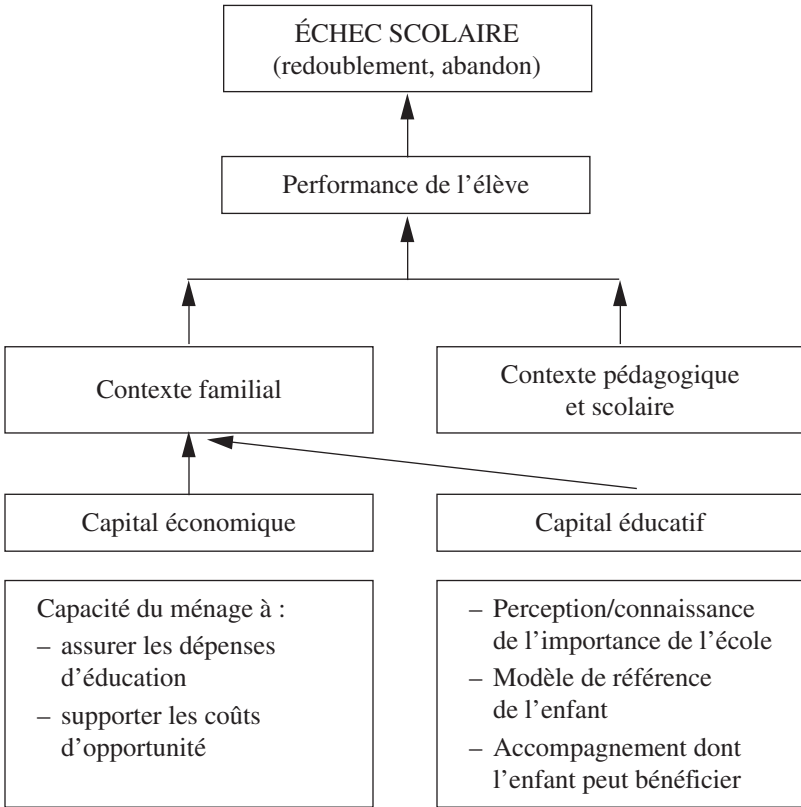 ÉCHEC SCOLAIRE
(redoublement, abandon)
Performance de l’élève
Contexte familial
Contexte pédagogique
et scolaire
Capital économique
Capital éducatif
Capacité du ménage à :
– assurer les dépenses
d’éducation
– supporter les coûts
d’opportunité
– Perception/connaissance
de l’importance de l’école
– Modèle de référence
de l’enfant
– Accompagnement dont
l’enfant peut bénéficier